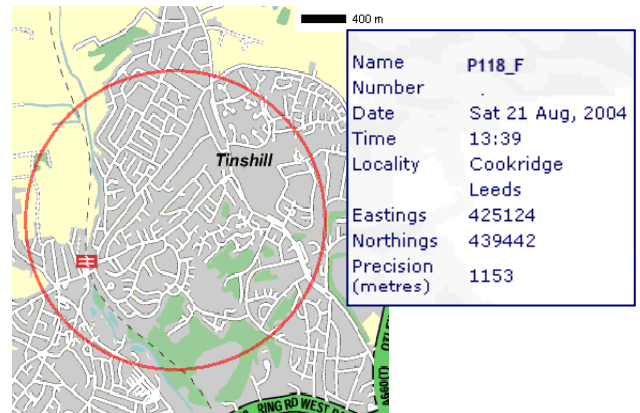 400 m
Name P118_F
Number
Date Sat 21 Aug, 2004
Time 13:39
Locality Cookridge
Leeds
Eastings 425124
Northings 439442
Precision
(metres) 1153
Tinshill
RING RD WEST
A660(T)